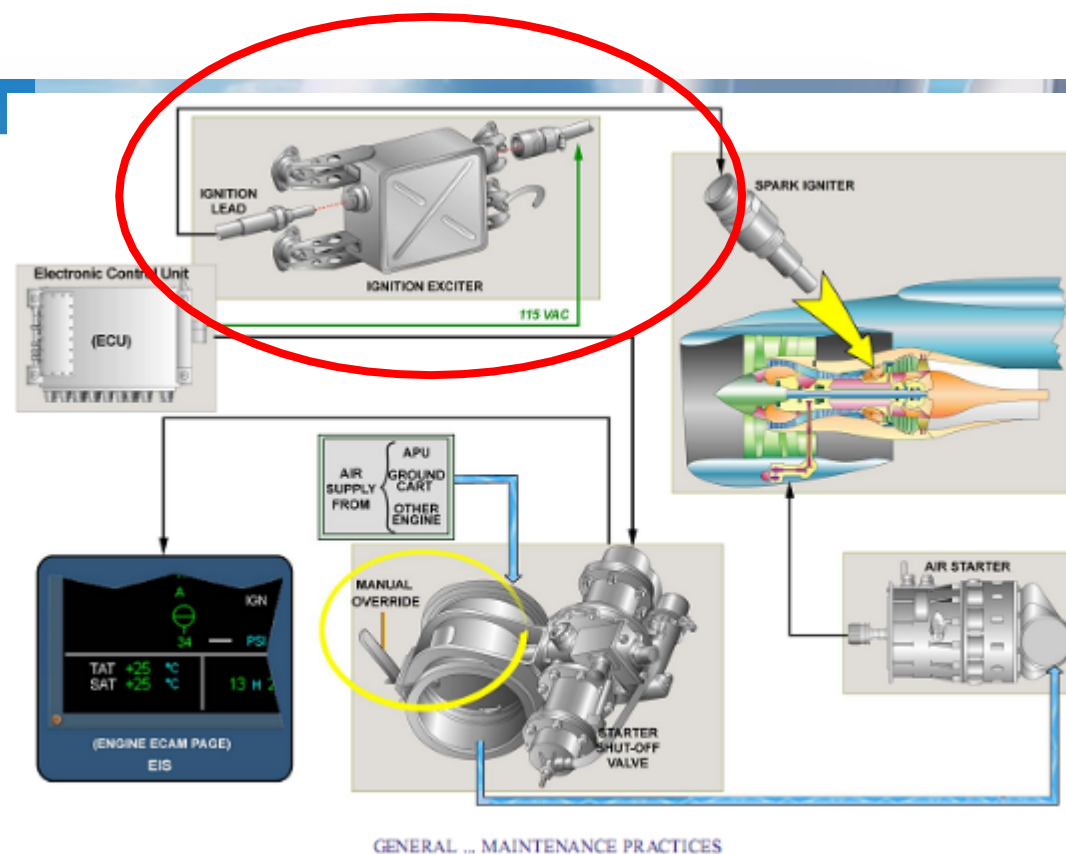 IGNITION
LEAD
IGNITION EXCITER
SPARK IGNITER
Electronic Control Unit
(ECU)
115 VAC
AIR
SUPPLY
FROM
APU
GROUND
CART
OTHER
ENGINE
MANUAL
OVERRIDE
AIR STARTER
STARTER
SHUT-OFF
VALVE
A
IGN
34
PSI
TAT +25 °C
SAT +25 °C
13 H 2
(ENGINE ECAM PAGE)
EIS
GENERAL ... MAINTENANCE PRACTICES